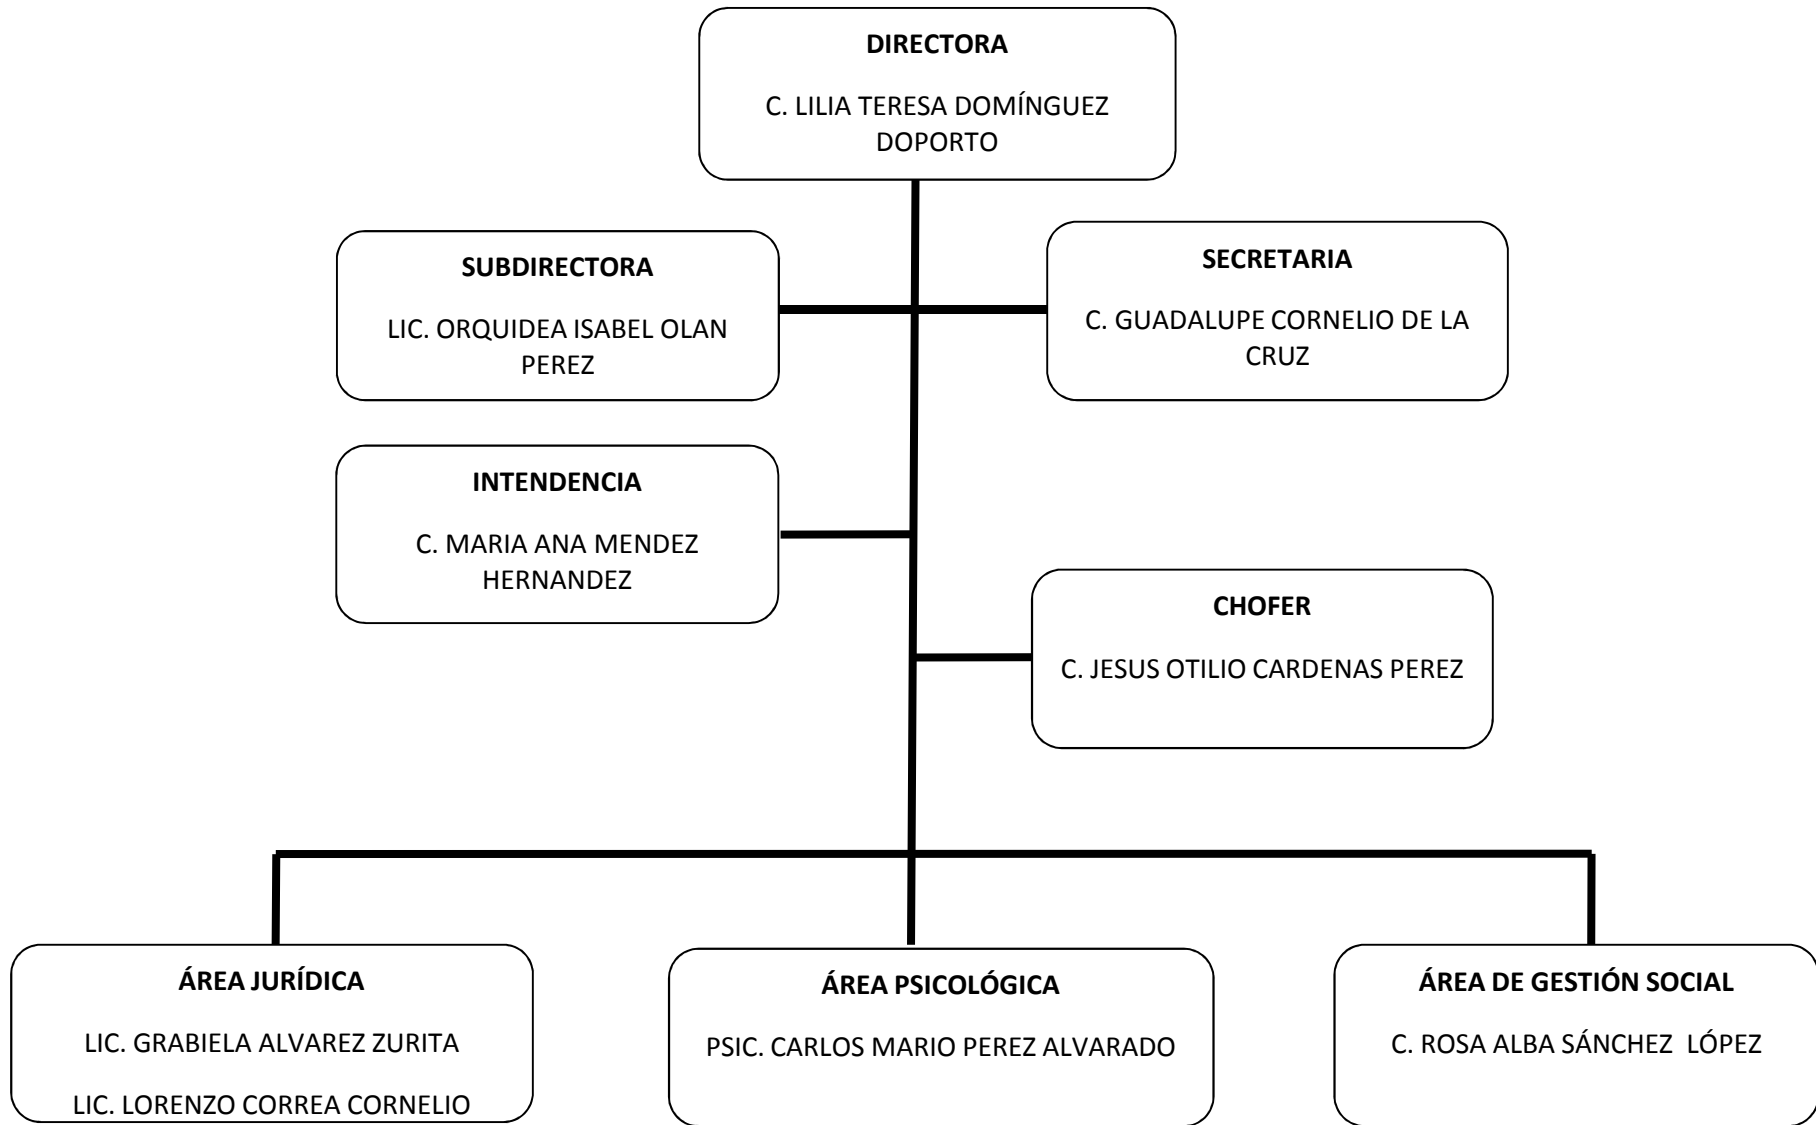 DIRECTORA
C. LILIA TERESA DOMÍNGUEZ
DOPORTO
SUBDIRECTORA
LIC. ORQUIDEA ISABEL OLAN
PEREZ
SECRETARIA
C. GUADALUPE CORNELIO DE LA
CRUZ
INTENDENCIA
C. MARIA ANA MENDEZ
HERNANDEZ
CHOFER
C. JESUS OTILIO CARDENAS PEREZ
ÁREA JURÍDICA
LIC. GRABIELA ALVAREZ ZURITA
LIC. LORENZO CORREA CORNELIO
ÁREA PSICOLÓGICA
PSIC. CARLOS MARIO PEREZ ALVARADO
ÁREA DE GESTIÓN SOCIAL
C. ROSA ALBA SÁNCHEZ  LÓPEZ